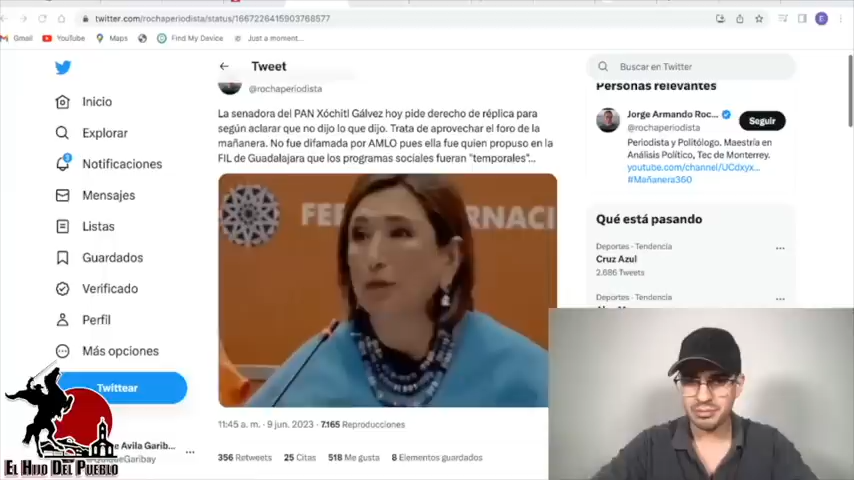 twitter.com/rochaperiodista/status/1667226415903768577
Gmail
YouTube
Maps
Find My Device
Just a moment...
Tweet
Buscar en Twitter
Inicio
Explorar
Notificaciones
Mensajes
Listas
Guardados
Verificado
Perfil
Más opciones
Twittear
@rochaperiodista
La senadora del PAN Xóchitl Gálvez hoy pide derecho de réplica para
según aclarar que no dijo lo que dijo. Trata de aprovechar el foro de la
mañanera. No fue difamada por AMLO pues ella fue quien propuso en la
FIL de Guadalajara que los programas sociales fueran "temporales"...
11:45 a. m. · 9 jun. 2023 · 7.165 Reproducciones
356 Retweets 25 Citas 518 Me gusta 8 Elementos guardados
Personas relevantes
Jorge Armando Roc...
@rochaperiodista
Seguir
Periodista y Politólogo. Maestría en
Análisis Político, Tec de Monterrey.
youtube.com/channel/UCdxyx...
#Mañanera360
Qué está pasando
Deportes · Tendencia
Cruz Azul
2.686 Tweets
Deportes · Tendencia
Avila Garib...
EL HIJO DEL PUEBLO